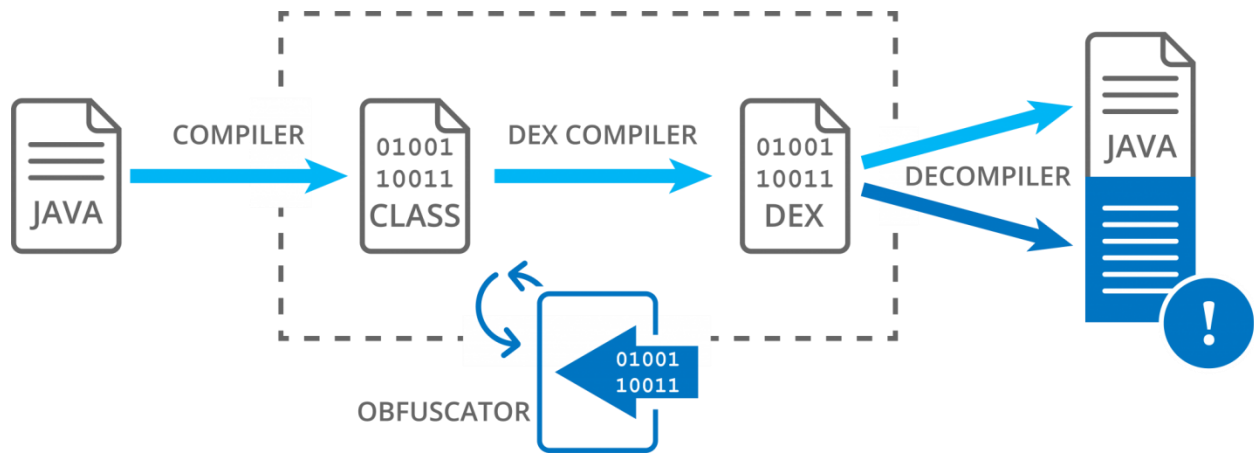 JAVA
COMPILER
01001
10011
CLASS
DEX COMPILER
01001
10011
DEX
DECOMPILER
JAVA
!
OBFUSCATOR
01001
10011